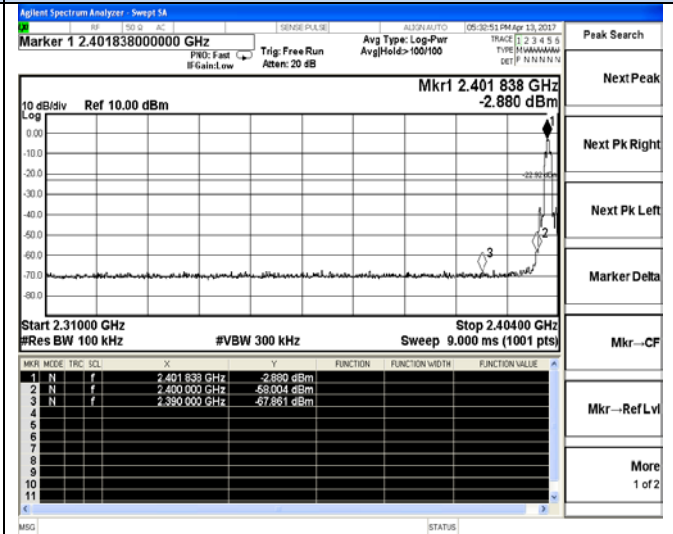 Agilent Spectrum Analyzer - Swept SA
RF 50 Ω AC SENSE:PULSE ALIGNAUTO 05:32:51 PM Apr 13, 2017
Marker 1 2.401838000000 GHz
PNO: Fast
IFGain:Low
Trig: Free Run
Atten: 20 dB
Avg Type: Log-Pwr
Avg|Hold:>100/100
TRACE 1 2 3 4 5 6
TYPE MWWWWW
DET P N N N N N
Peak Search
Mkr1 2.401 838 GHz
-2.880 dBm
10 dB/div Ref 10.00 dBm
Log
0.00
-10.0
-20.0
-30.0
-40.0
-50.0
-60.0
-70.0
-80.0
1
-22.92 dBm
2
3
Start 2.31000 GHz Stop 2.40400 GHz
#Res BW 100 kHz #VBW 300 kHz Sweep 9.000 ms (1001 pts)
MKR MODE TRC SCL X Y FUNCTION FUNCTION WIDTH FUNCTION VALUE
1 N f 2.401 838 GHz -2.880 dBm
2 N f 2.400 000 GHz -58.004 dBm
3 N f 2.390 000 GHz -67.861 dBm
4
5
6
7
8
9
10
11
MSG STATUS
Next Peak
Next Pk Right
Next Pk Left
Marker Delta
Mkr→CF
Mkr→Ref Lvl
More
1 of 2